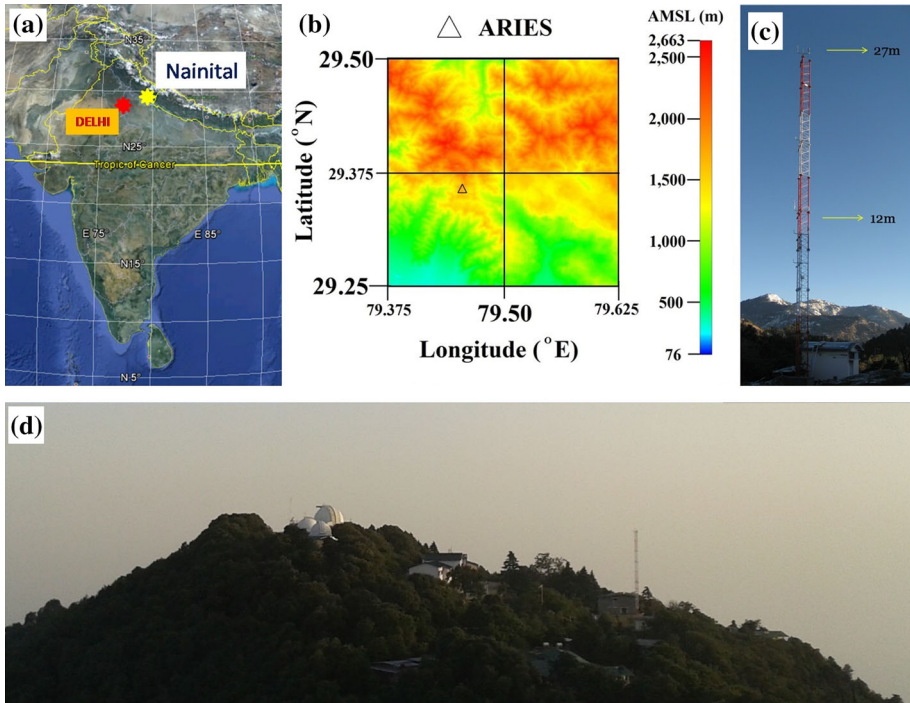 (a)
N35°
Nainital
DELHI
N25
Tropic of Cancer
E 75
E 85°
N15°
N 5°
△ ARIES
(b)
AMSL (m)
29.50
29.375
29.25
Latitude (°N)
79.375
79.50
79.625
Longitude (°E)
2,663
2,500
2,000
1,500
1,000
500
76
(c)
27m
12m
(d)